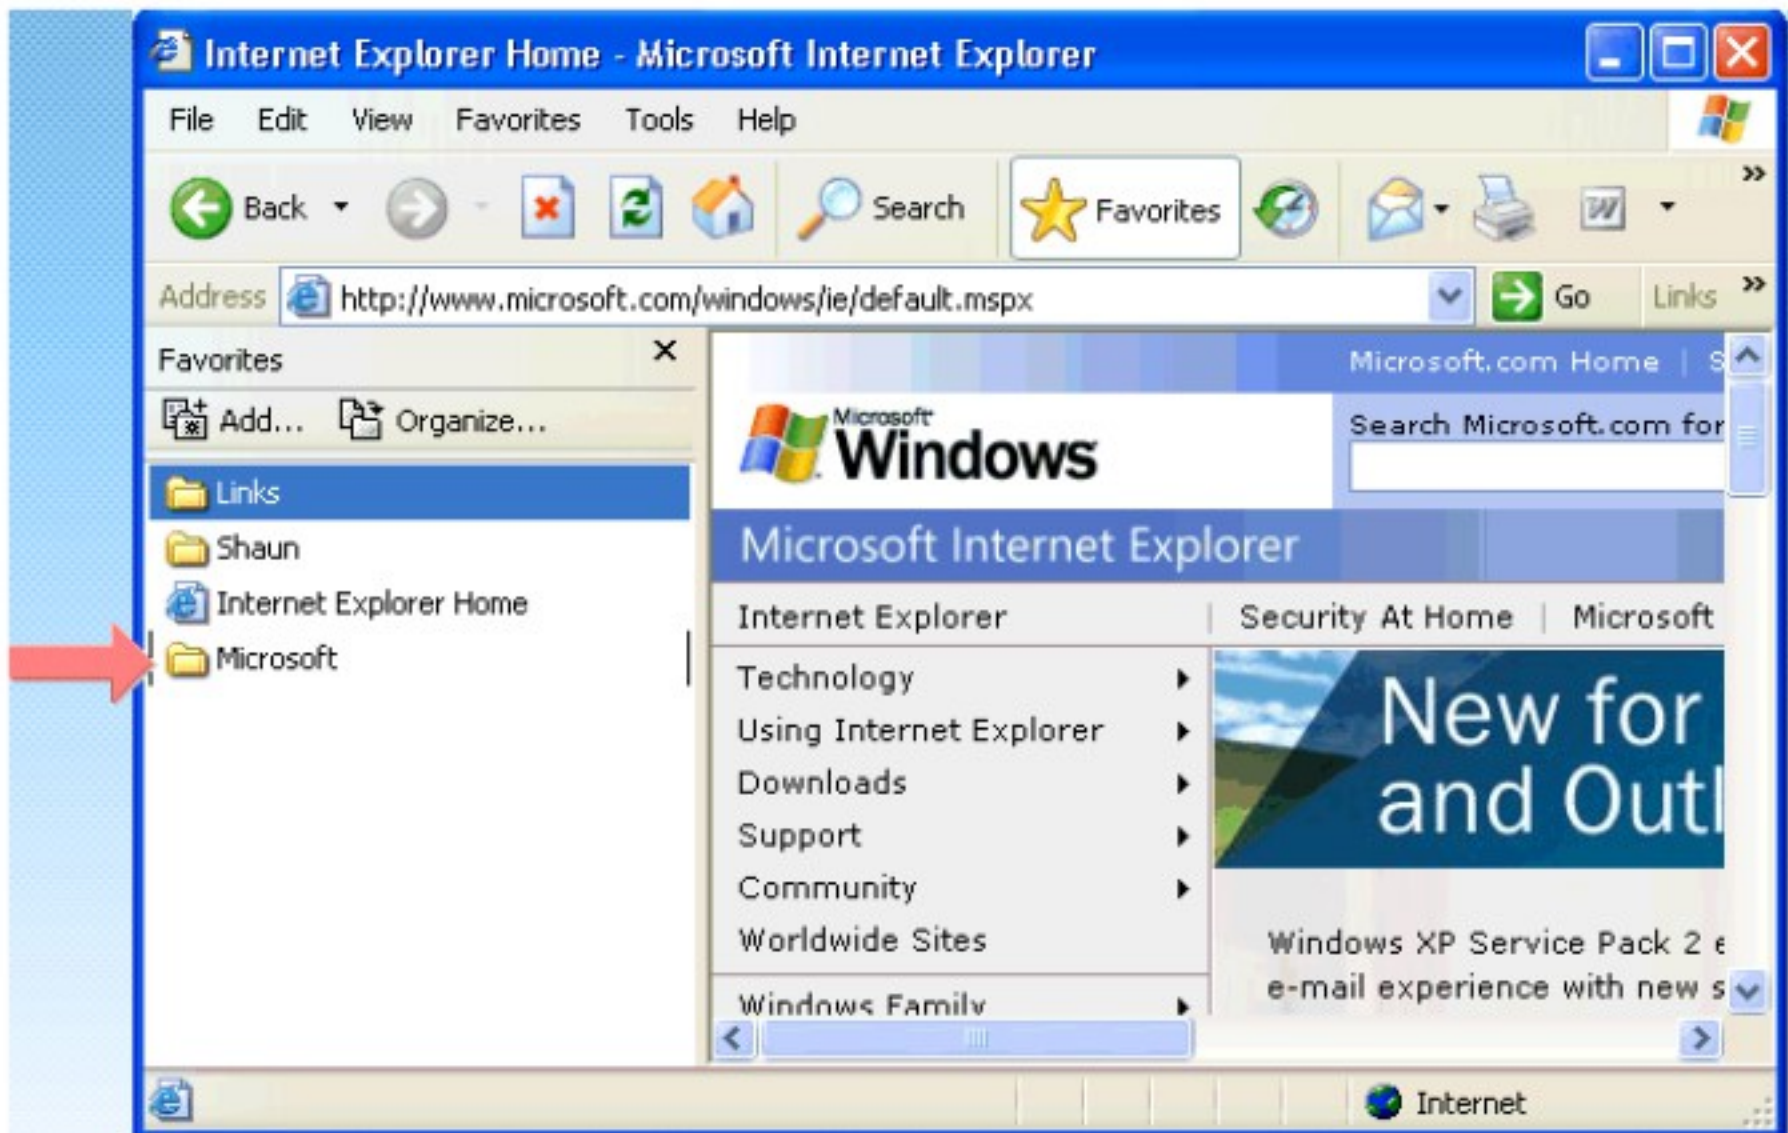 Internet Explorer Home - Microsoft Internet Explorer
File Edit View Favorites Tools Help
Back Search Favorites W
Address http://www.microsoft.com/windows/ie/default.mspx Go Links
Favorites
Add... Organize...
Links
Shaun
Internet Explorer Home
Microsoft
Microsoft.com Home | S
Microsoft
Windows
Search Microsoft.com for
Microsoft Internet Explorer
Internet Explorer | Security At Home | Microsoft
Technology
Using Internet Explorer
Downloads
Support
Community
Worldwide Sites
Windows Family
New for
and Outl
Windows XP Service Pack 2 e
e-mail experience with new s
Internet